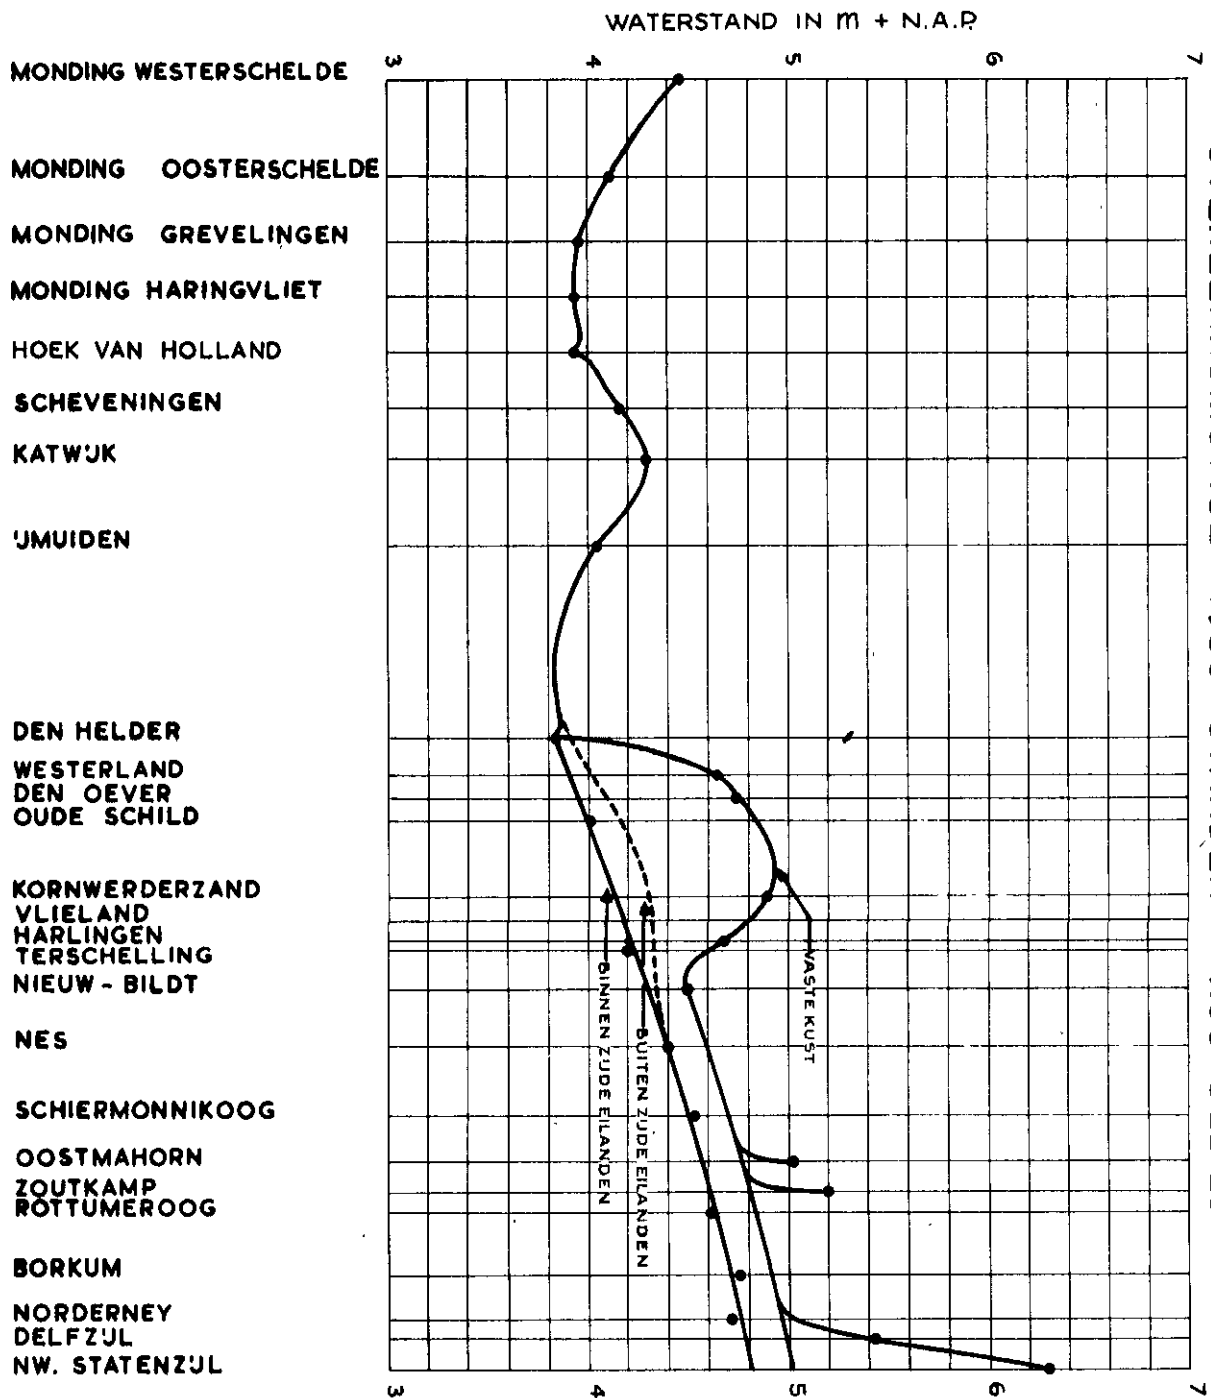 WATERSTAND IN m + N.A.P.
3 4 5 6 7
MONDING WESTERSCHELDE
MONDING OOSTERSCHELDE
MONDING GREVELINGEN
MONDING HARINGVLIET
HOEK VAN HOLLAND
SCHEVENINGEN
KATWIJK
IJMUIDEN
DEN HELDER
WESTERLAND
DEN OEVER
OUDE SCHILD
KORNWERDERZAND
VLIELAND
HARLINGEN
TERSCHELLING
NIEUW - BILDT
NES
SCHIERMONNIKOOG
OOSTMAHORN
ZOUTKAMP
ROTTUMEROOG
BORKUM
NORDERNEY
DELFZIJL
NW. STATENZIJL
BINNEN ZIJDE EILANDEN
BUITEN ZIJDE EILANDEN
VASTE KUST
3 4 5 6 7